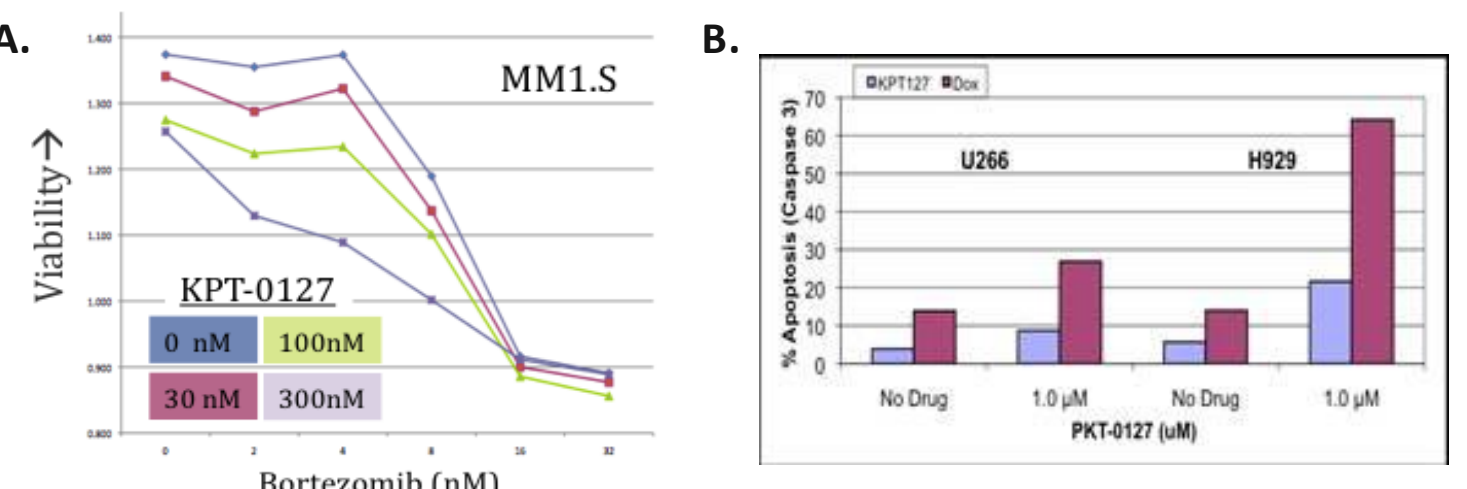 A.
1.400
1.300
1.200
1.100
1.000
0.900
0.800
Viability→
MM1.S
KPT-0127
0 nM 100nM
30 nM 300nM
0 2 4 8 16 32
Bortezomib (nM)
B.
KPT127 Dox
% Apoptosis (Caspase 3)
70
60
50
40
30
20
10
0
U266 H929
No Drug 1.0 µM No Drug 1.0 µM
PKT-0127 (uM)